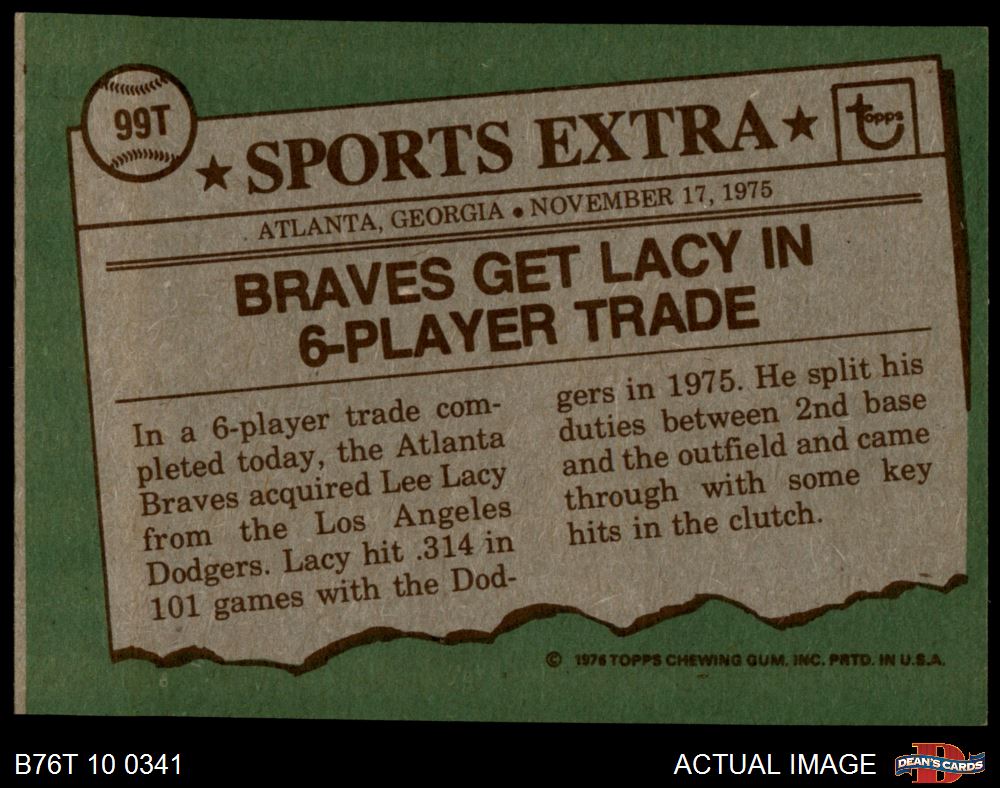 99T
★ SPORTS EXTRA ★
topps
ATLANTA, GEORGIA • NOVEMBER 17, 1975
BRAVES GET LACY IN
6-PLAYER TRADE
In a 6-player trade com-
pleted today, the Atlanta
Braves acquired Lee Lacy
from the Los Angeles
Dodgers. Lacy hit .314 in
101 games with the Dod-
gers in 1975. He split his
duties between 2nd base
and the outfield and came
through with some key
hits in the clutch.
© 1976 TOPPS CHEWING GUM, INC. PRTD. IN U.S.A.
B76T 10 0341
ACTUAL IMAGE
DEAN'S CARDS